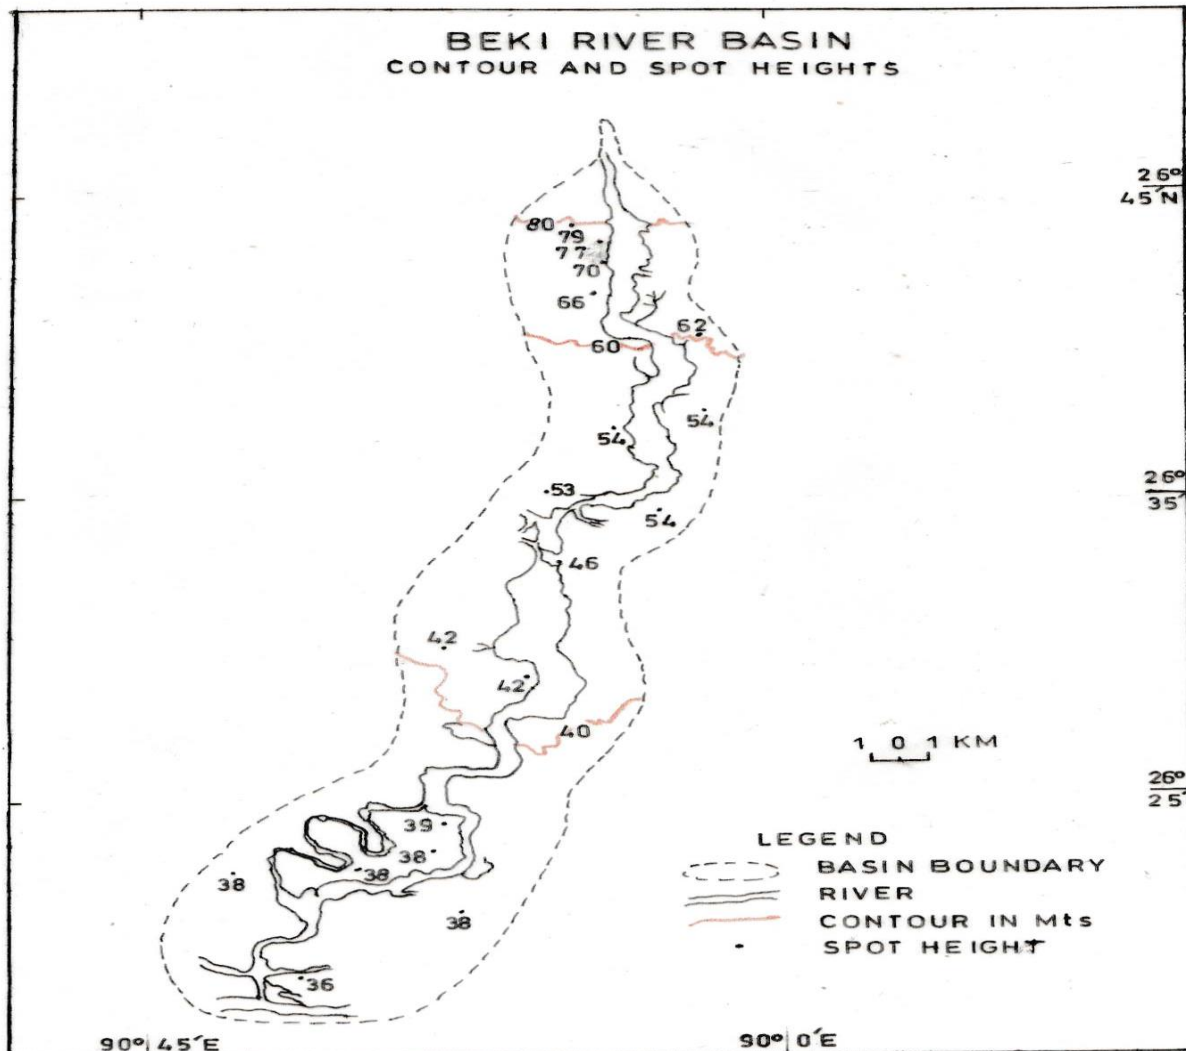 BEKI RIVER BASIN
CONTOUR AND SPOT HEIGHTS
26°
45′N
80
79
77
70
66
62
60
54
54
53
26°
35′
54
46
42
42
40
1 0 1 KM
26°
25′
39
38
38
38
38
36
LEGEND
BASIN BOUNDARY
RIVER
CONTOUR IN Mts
SPOT HEIGHT
90° 45′E
90° 0′E